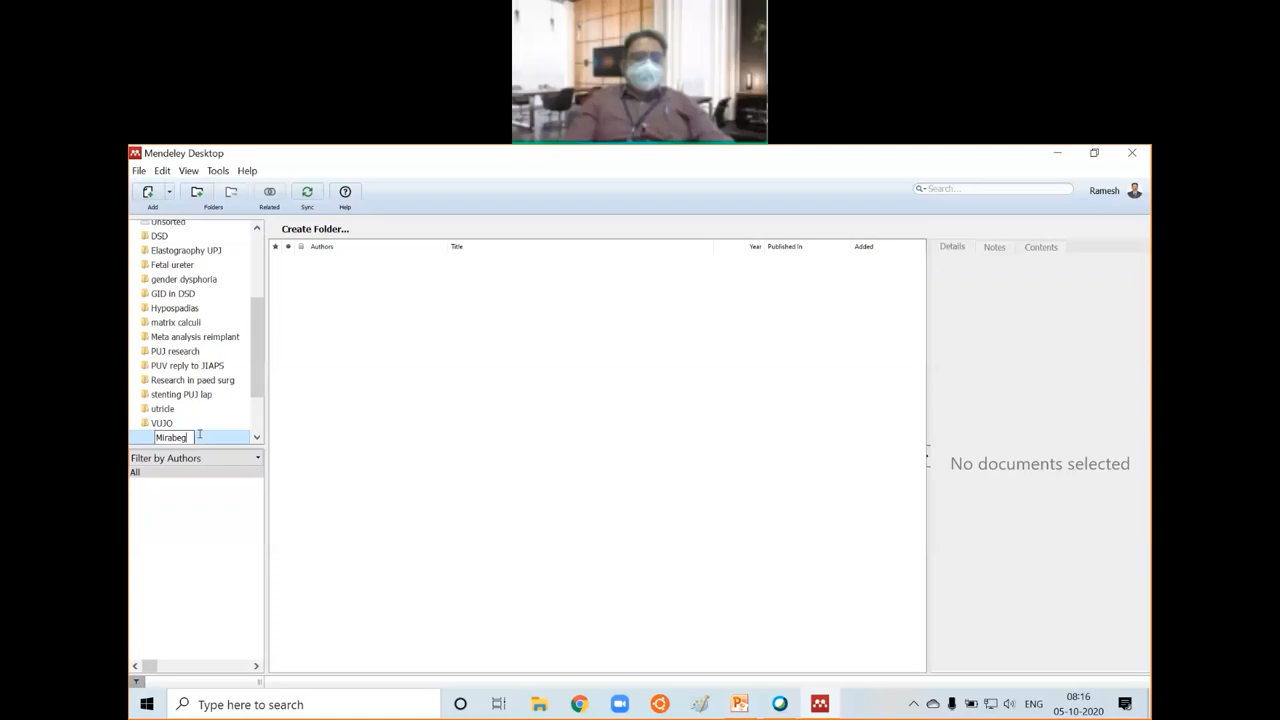 Mendeley Desktop
File Edit View Tools Help
Search...
Ramesh
Add Folders Related Sync Help
Unsorted
DSD
Elastograophy UPJ
Fetal ureter
gender dysphoria
GID in DSD
Hypospadias
matrix calculi
Meta analysis reimplant
PUJ research
PUV reply to JIAPS
Research in paed surg
stenting PUJ lap
utricle
VUJO
Mirabeg
Filter by Authors
All
Create Folder...
Authors Title Year Published In Added
Details Notes Contents
No documents selected
Type here to search
ENG
08:16
05-10-2020